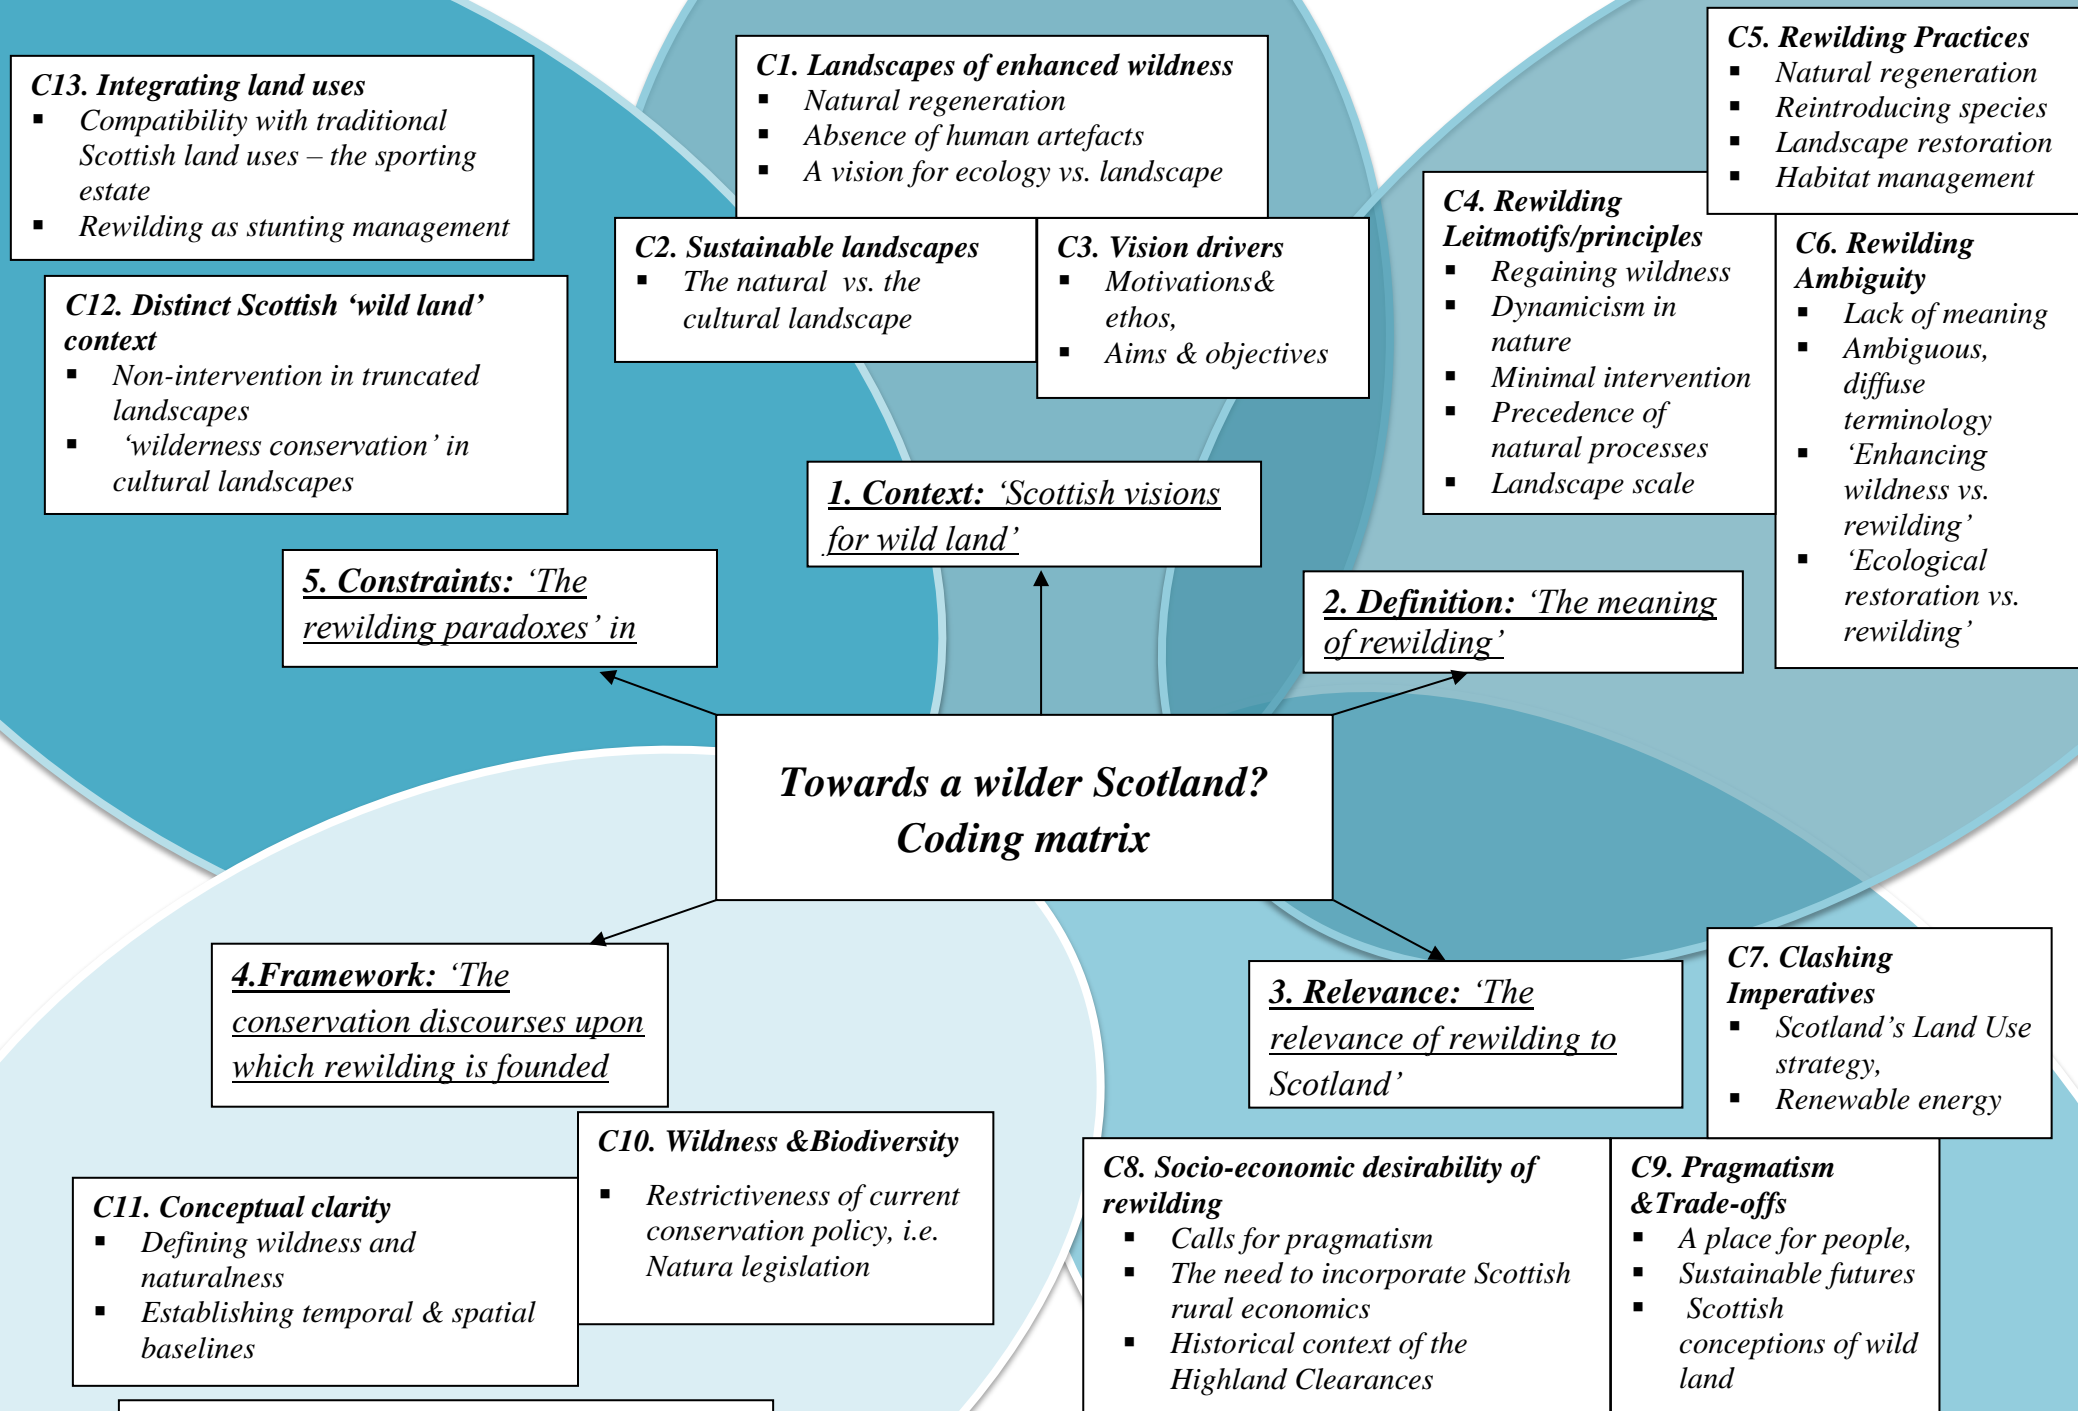 C13. Integrating land uses
▪ Compatibility with traditional
Scottish land uses – the sporting
estate
▪ Rewilding as stunting management
C12. Distinct Scottish ‘wild land’
context
▪ Non-intervention in truncated
landscapes
▪ ‘wilderness conservation’ in
cultural landscapes
C1. Landscapes of enhanced wildness
▪ Natural regeneration
▪ Absence of human artefacts
▪ A vision for ecology vs. landscape
C2. Sustainable landscapes
▪ The natural vs. the
cultural landscape
C3. Vision drivers
▪ Motivations&
ethos,
▪ Aims & objectives
C5. Rewilding Practices
▪ Natural regeneration
▪ Reintroducing species
▪ Landscape restoration
▪ Habitat management
C4. Rewilding
Leitmotifs/principles
▪ Regaining wildness
▪ Dynamicism in
nature
▪ Minimal intervention
▪ Precedence of
natural processes
▪ Landscape scale
C6. Rewilding
Ambiguity
▪ Lack of meaning
▪ Ambiguous,
diffuse
terminology
▪ ‘Enhancing
wildness vs.
rewilding’
▪ ‘Ecological
restoration vs.
rewilding’
1. Context: ‘Scottish visions
for wild land’
5. Constraints: ‘The
rewilding paradoxes’ in
2. Definition: ‘The meaning
of rewilding’
Towards a wilder Scotland?
Coding matrix
4.Framework: ‘The
conservation discourses upon
which rewilding is founded
3. Relevance: ‘The
relevance of rewilding to
Scotland’
C7. Clashing
Imperatives
▪ Scotland’s Land Use
strategy,
▪ Renewable energy
C10. Wildness &Biodiversity
▪ Restrictiveness of current
conservation policy, i.e.
Natura legislation
C11. Conceptual clarity
▪ Defining wildness and
naturalness
▪ Establishing temporal & spatial
baselines
C8. Socio-economic desirability of
rewilding
▪ Calls for pragmatism
▪ The need to incorporate Scottish
rural economics
▪ Historical context of the
Highland Clearances
C9. Pragmatism
&Trade-offs
▪ A place for people,
▪ Sustainable futures
▪ Scottish
conceptions of wild
land